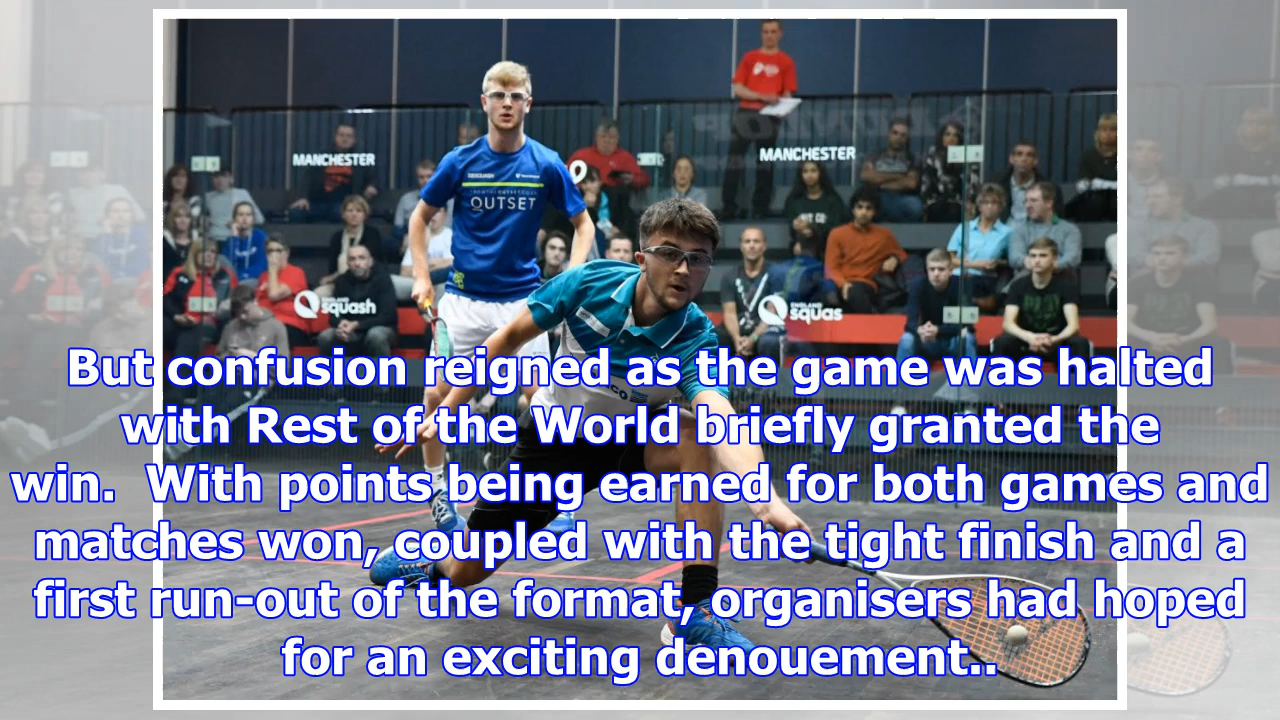 MANCHESTER
MANCHESTER
OUTSET
ENGLAND
squash
ENGLAND
squas
But confusion reigned as the game was halted
with Rest of the World briefly granted the
win.  With points being earned for both games and
matches won, coupled with the tight finish and a
first run-out of the format, organisers had hoped
for an exciting denouement..